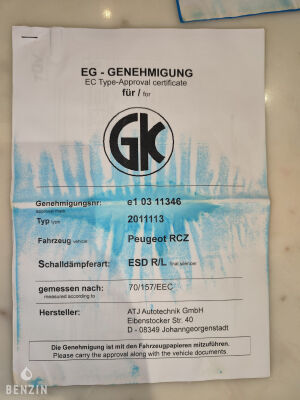 EG - GENEHMIGUNG
EC Type-Approval certificate
für / for
GK
Genehmigungsnr: e1 03 11346
approval mark
Typ type 2011113
Fahrzeug vehicle Peugeot RCZ
Schalldämpferart: ESD R/L final silencer
gemessen nach: 70/157/EEC
measured according to
Hersteller: ATJ Autotechnik GmbH
Eibenstocker Str. 40
D - 08349 Johanngeorgenstadt
Die Genehmigung ist mit den Fahrzeugpapieren mitzuführen.
Please carry the approval along with the vehicle documents.
BENZIN